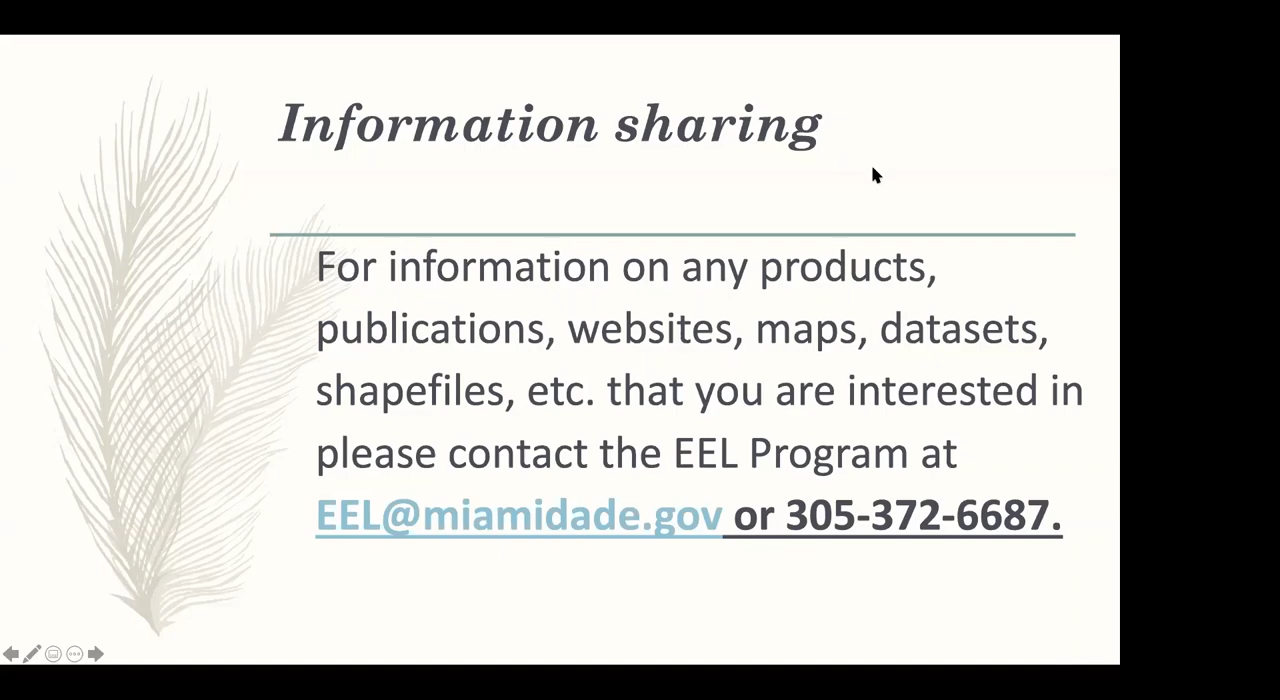 Information sharing
For information on any products,
publications, websites, maps, datasets,
shapefiles, etc. that you are interested in
please contact the EEL Program at
EEL@miamidade.gov or 305-372-6687.